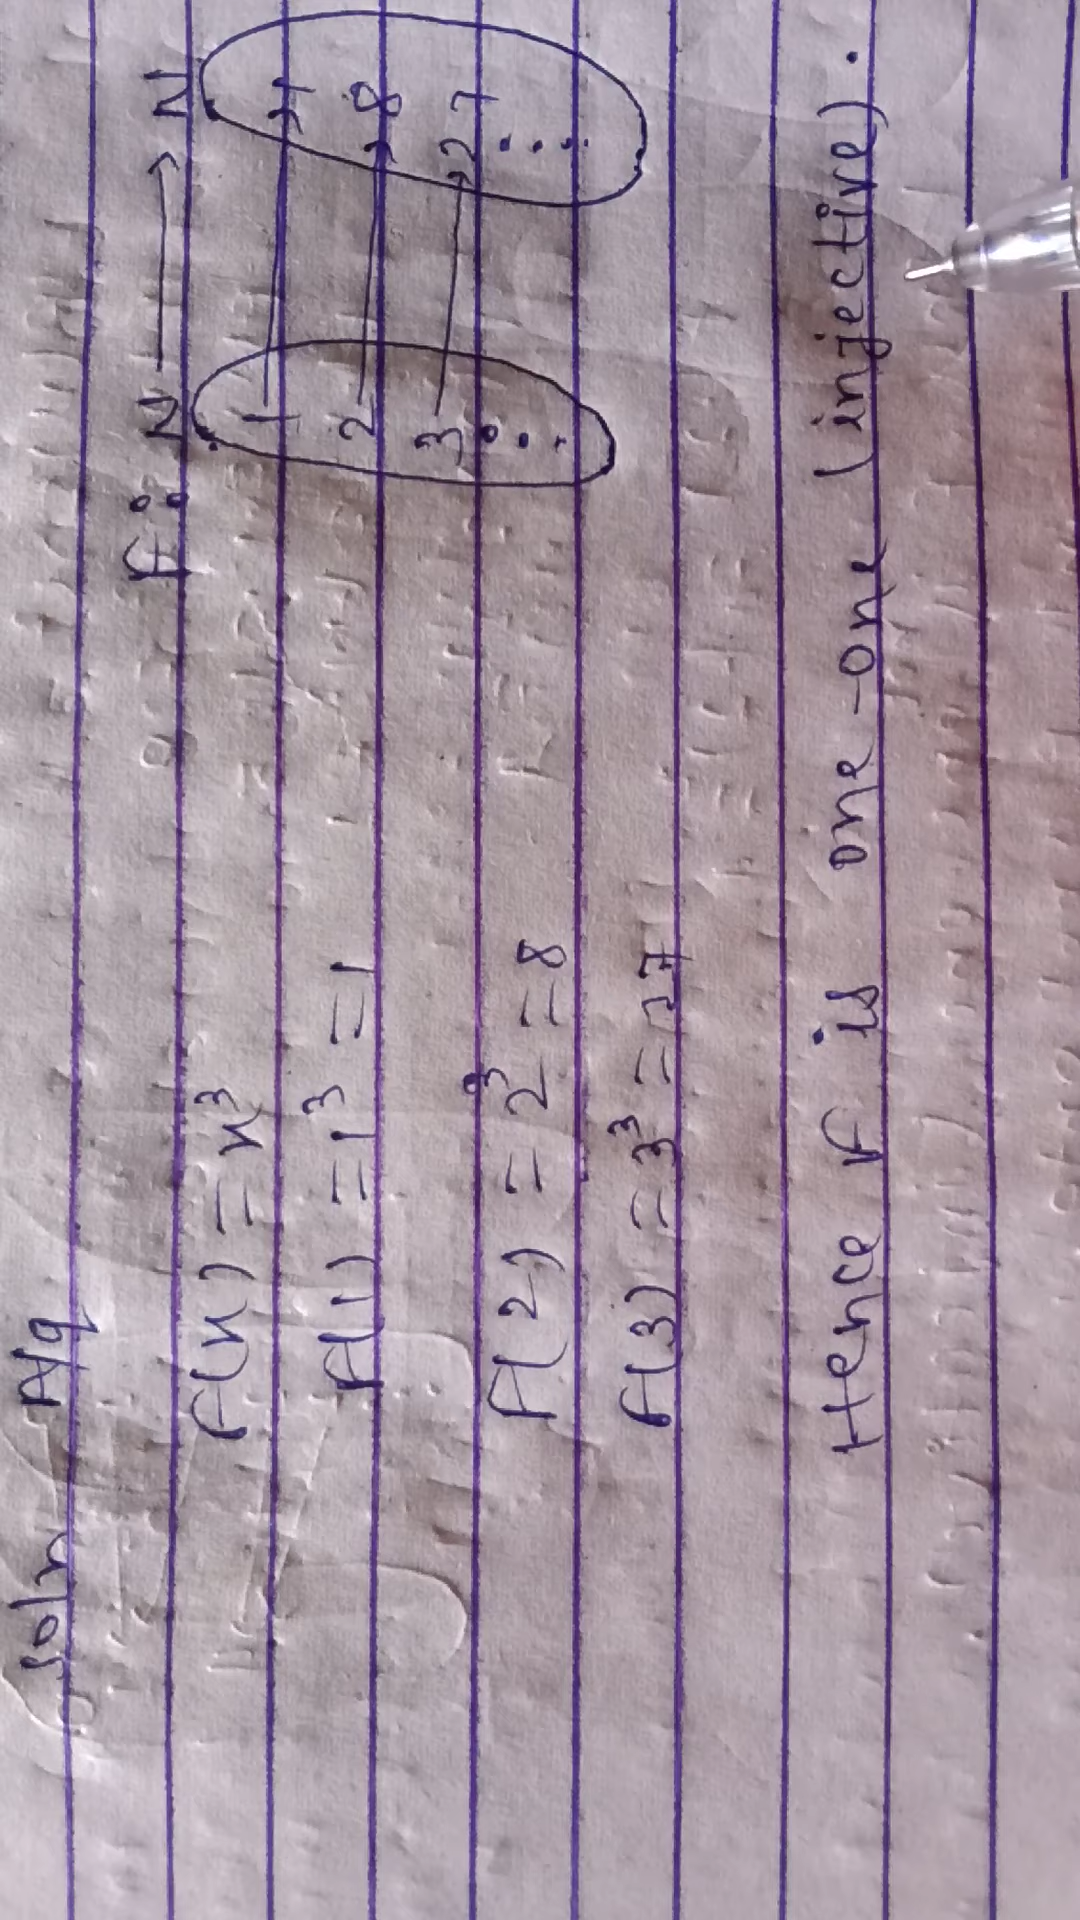 Soln A/q
f(x) = x³
f(1) = 1³ = 1
f(2) = 2³ = 8
f(3) = 3³ = 27
f: N → N
1 → 1
2 → 8
3 → 27
Hence f is one-one (injective).